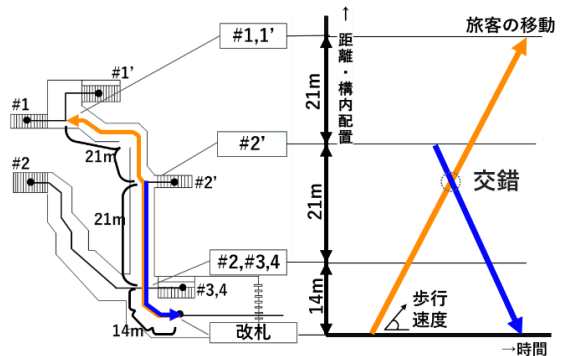 #1'
#1
#2
21m
#2'
21m
#3,4
14m
#1,1'
#2'
#2,#3,4
改札
↑
距離・構内配置
21m
21m
14m
旅客の移動
交錯
歩行
速度
→時間